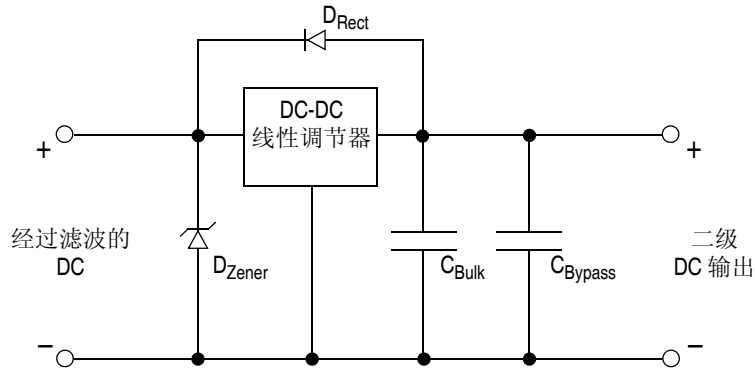 DRect
DC-DC
线性调节器
+
+
经过滤波的
DC
DZener
CBulk
CBypass
二级
DC 输出
−
−